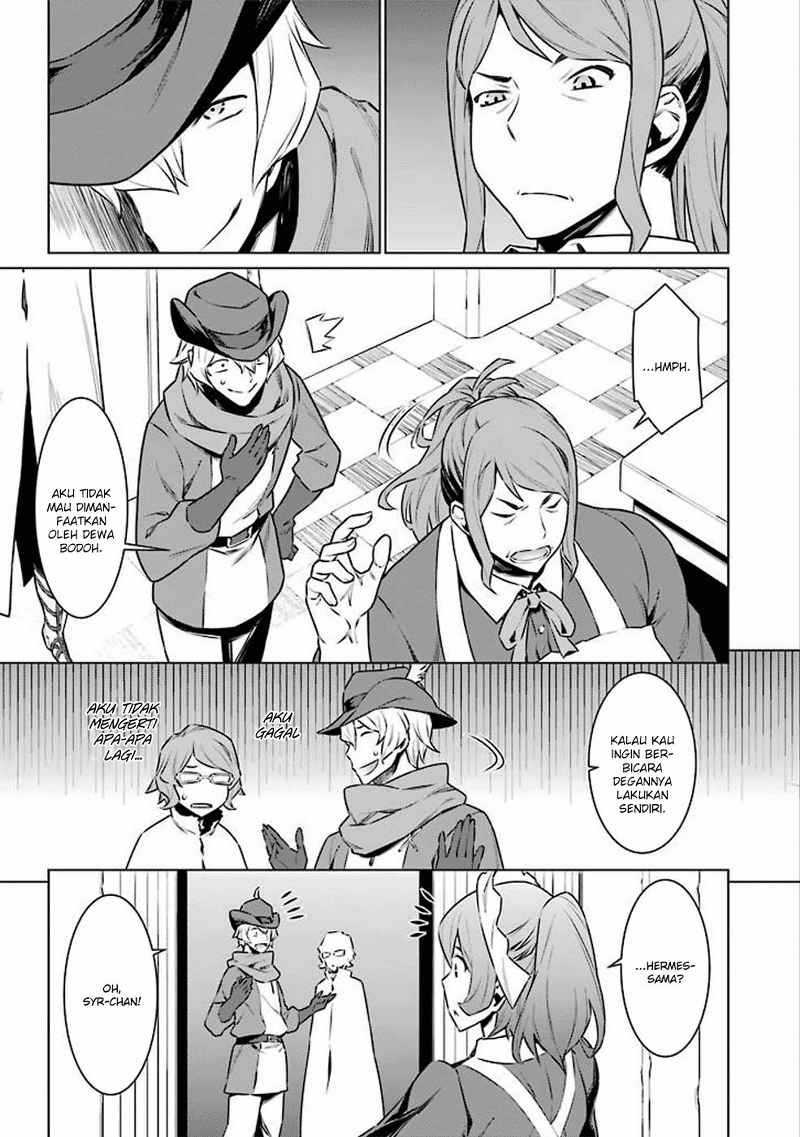 ...HMPH.
AKU TIDAK
MAU DIMAN-
FAATKAN
OLEH DEWA
BODOH.
KALAU KAU
INGIN BER-
BICARA
DEGANNYA
LAKUKAN
SENDIRI.
AKU
GAGAL
AKU TIDAK
MENGERTI
APA-APA
LAGI...
...HERMES-
SAMA?
OH,
SYR-CHAN!